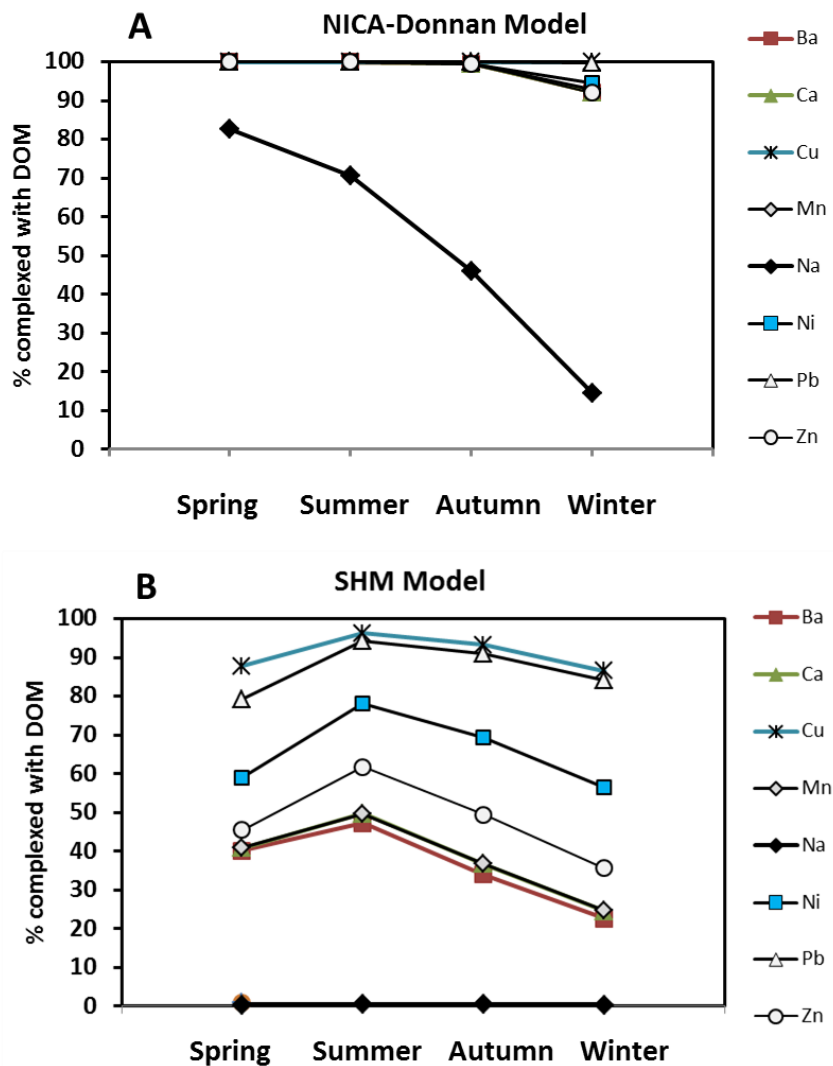 A
NICA-Donnan Model
% complexed with DOM
100
90
80
70
60
50
40
30
20
10
0
Spring Summer Autumn Winter
Ba
Ca
Cu
Mn
Na
Ni
Pb
Zn
B
SHM Model
% complexed with DOM
100
90
80
70
60
50
40
30
20
10
0
Spring Summer Autumn Winter
Ba
Ca
Cu
Mn
Na
Ni
Pb
Zn